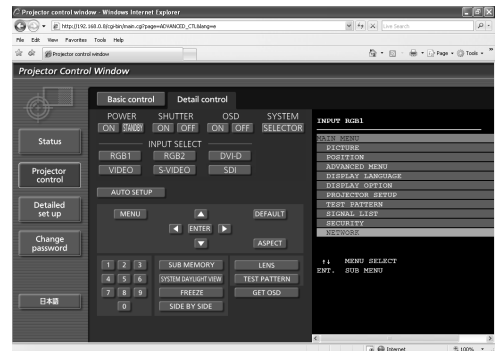 Projector control window - Windows Internet Explorer
http://192.168.0.8/cgi-bin/main.cgi?page=ADVANCED_CTL&lang=e
Live Search
File Edit View Favorites Tools Help
Projector control window
Page Tools
Projector Control Window
Basic control Detail control
POWER SHUTTER OSD SYSTEM
ON STANDBY ON OFF ON OFF SELECTOR
INPUT SELECT
RGB1 RGB2 DVI-D
VIDEO S-VIDEO SDI
AUTO SETUP
MENU DEFAULT
ENTER
ASPECT
1 2 3 SUB MEMORY LENS
4 5 6 SYSTEM DAYLIGHT VIEW TEST PATTERN
7 8 9 FREEZE GET OSD
0 SIDE BY SIDE
Status
Projector control
Detailed set up
Change password
日本語
INPUT RGB1
MAIN MENU
PICTURE
POSITION
ADVANCED MENU
DISPLAY LANGUAGE
DISPLAY OPTION
PROJECTOR SETUP
TEST PATTERN
SIGNAL LIST
SECURITY
NETWORK
↑↓ MENU SELECT
ENT. SUB MENU
Internet 100%